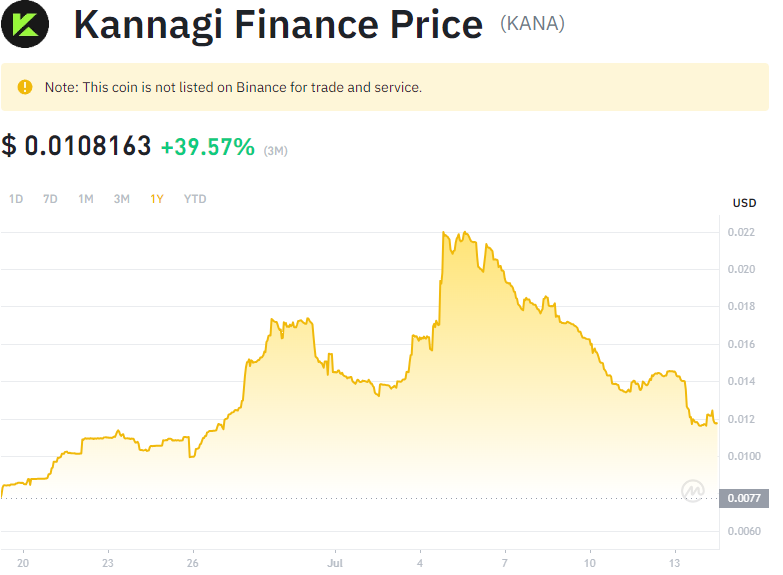 Kannagi Finance Price (KANA)
Note: This coin is not listed on Binance for trade and service.
$ 0.0108163 +39.57% (3M)
1D 7D 1M 3M 1Y YTD
USD
0.022
0.020
0.018
0.016
0.014
0.012
0.0100
0.0077
0.0060
20 23 26 Jul 4 7 10 13